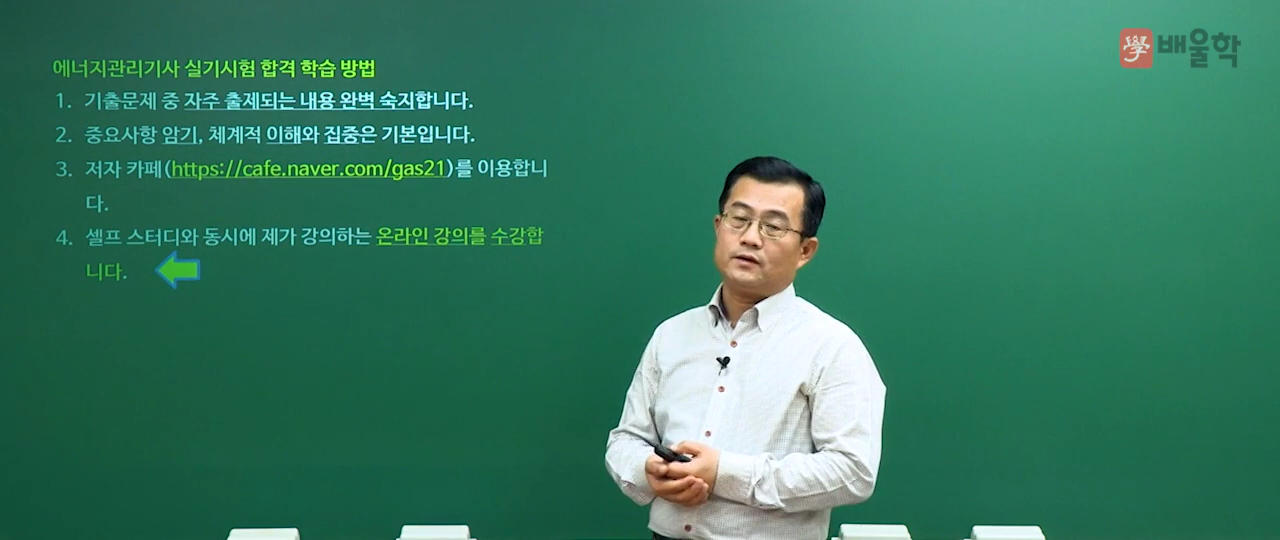 學 배울학
에너지관리기사 실기시험 합격 학습 방법
1. 기출문제 중 자주 출제되는 내용 완벽 숙지합니다.
2. 중요사항 암기, 체계적 이해와 집중은 기본입니다.
3. 저자 카페(https://cafe.naver.com/gas21)를 이용합니
다.
4. 셀프 스터디와 동시에 제가 강의하는 온라인 강의를 수강합
니다.